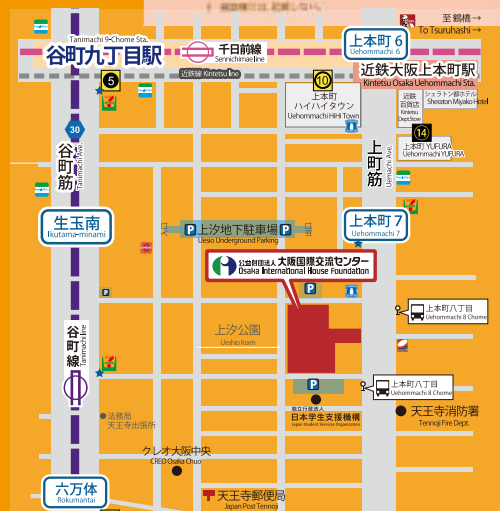 Tanimachi 9-Chome Sta.
谷町九丁目駅
千日前線
Sennichimae line
近鉄線 Kintetsu line
上本町 6
Uehommachi 6
至 鶴橋→
To Tsuruhashi→
近鉄大阪上本町駅
Kintetsu Osaka Uehommachi Sta.
5
10
上本町
ハイハイタウン
Uehommachi HiHi Town
近鉄
百貨店
Kintetsu
Dept.Store
シェラトン都ホテル
Sheraton Miyako Hotel
14
上本町 YUFURA
Uehommachi YUFURA
30
谷町筋
Tanimachi Ave.
上町筋
Uemachi Ave.
生玉南
Ikutama-minami
P 上汐地下駐車場 P
Uesio Underground Parking
上本町 7
Uehommachi 7
公益財団法人 大阪国際交流センター
Osaka International House Foundation
P
P
谷町線
Tanimachi line
上汐公園
Ueshio Koen
上本町八丁目
Uehommachi 8 Chome
上本町八丁目
Uehommachi 8 Chome
P
独立行政法人
日本学生支援機構
Japan Student Services Organization
法務局
天王寺出張所
天王寺消防署
Tennoji Fire Dept.
クレオ大阪中央
CREO Osaka Chuo
六万体
Rokumantai
天王寺郵便局
Japan Post Tennoji